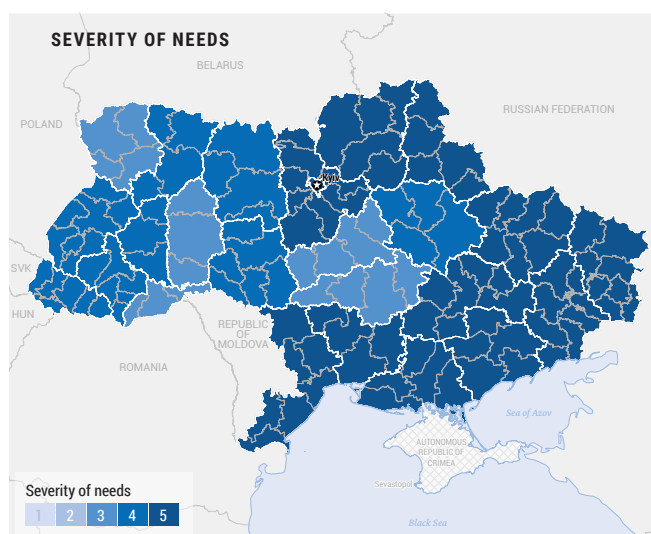 SEVERITY OF NEEDS
BELARUS
RUSSIAN FEDERATION
POLAND
Kyiv
SVK
HUN
REPUBLIC
OF
MOLDOVA
ROMANIA
Sea of Azov
AUTONOMOUS
REPUBLIC OF
CRIMEA
Sevastopol
Severity of needs
1 2 3 4 5
Black Sea